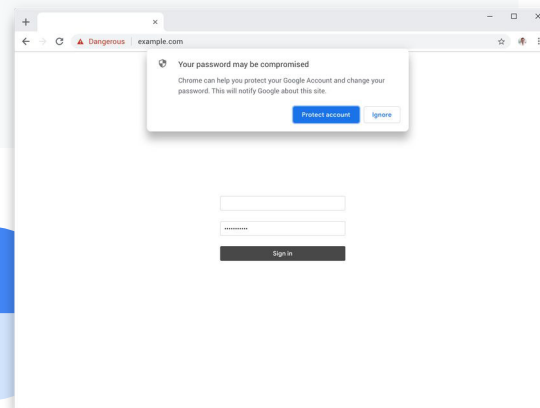 Dangerous example.com
Your password may be compromised
Chrome can help you protect your Google Account and change your
password. This will notify Google about this site.
Protect account Ignore
Sign in